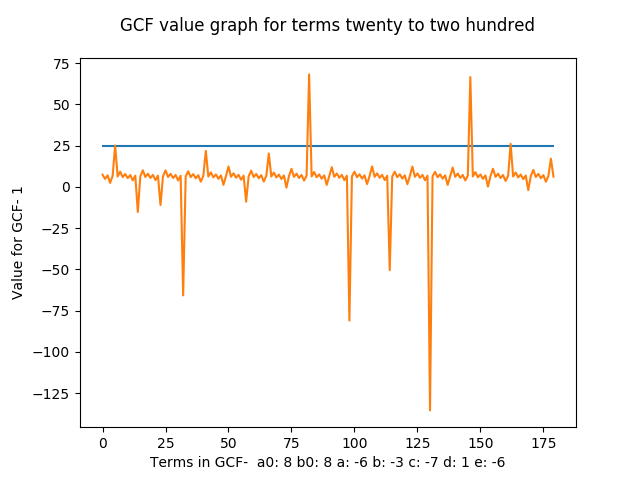 GCF value graph for terms twenty to two hundred
75
50
25
0
−25
−50
−75
−100
−125
Value for GCF- 1
0 25 50 75 100 125 150 175
Terms in GCF-  a0: 8 b0: 8 a: -6 b: -3 c: -7 d: 1 e: -6